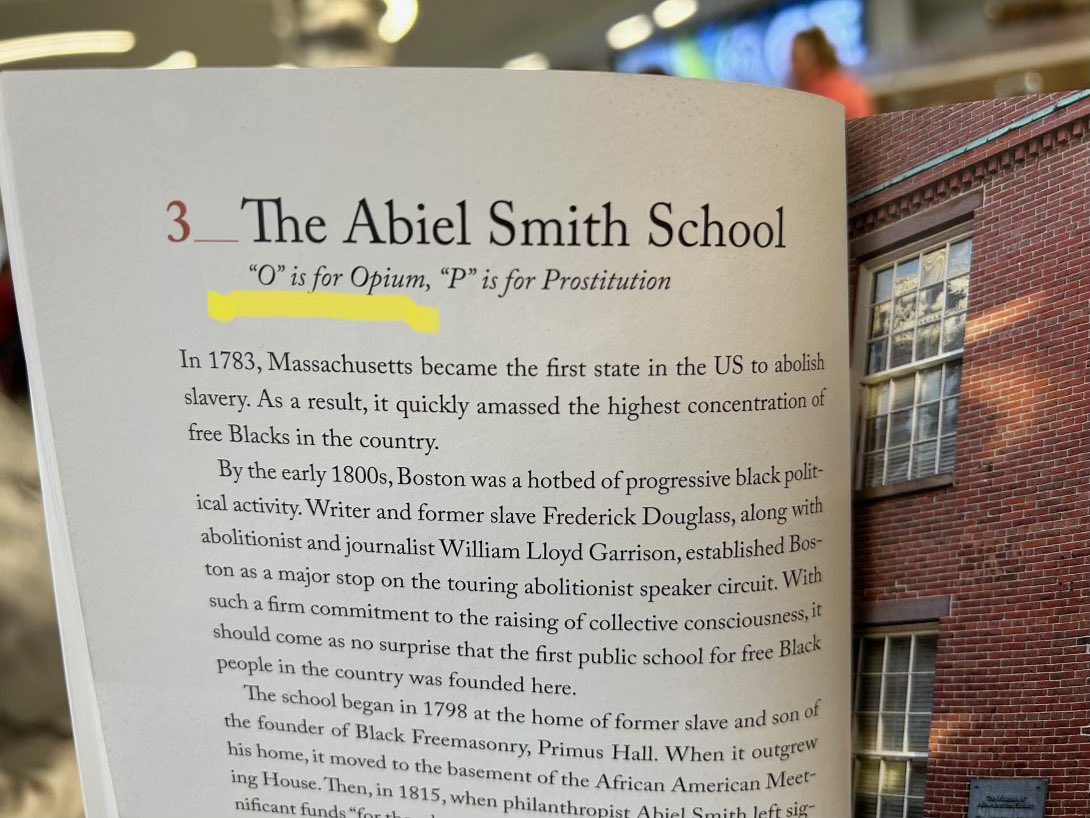 3__The Abiel Smith School
“O” is for Opium, “P” is for Prostitution
In 1783, Massachusetts became the first state in the US to abolish
slavery. As a result, it quickly amassed the highest concentration of
free Blacks in the country.
By the early 1800s, Boston was a hotbed of progressive black polit-
ical activity. Writer and former slave Frederick Douglass, along with
abolitionist and journalist William Lloyd Garrison, established Bos-
ton as a major stop on the touring abolitionist speaker circuit. With
such a firm commitment to the raising of collective consciousness, it
should come as no surprise that the first public school for free Black
people in the country was founded here.
The school began in 1798 at the home of former slave and son of
the founder of Black Freemasonry, Primus Hall. When it outgrew
his home, it moved to the basement of the African American Meet-
ing House. Then, in 1815, when philanthropist Abiel Smith left sig-
nificant funds “for the